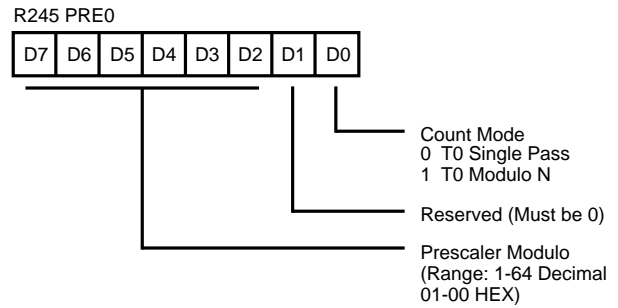 R245 PRE0
D7 D6 D5 D4 D3 D2 D1 D0
Count Mode
0 T0 Single Pass
1 T0 Modulo N
Reserved (Must be 0)
Prescaler Modulo
(Range: 1-64 Decimal
01-00 HEX)